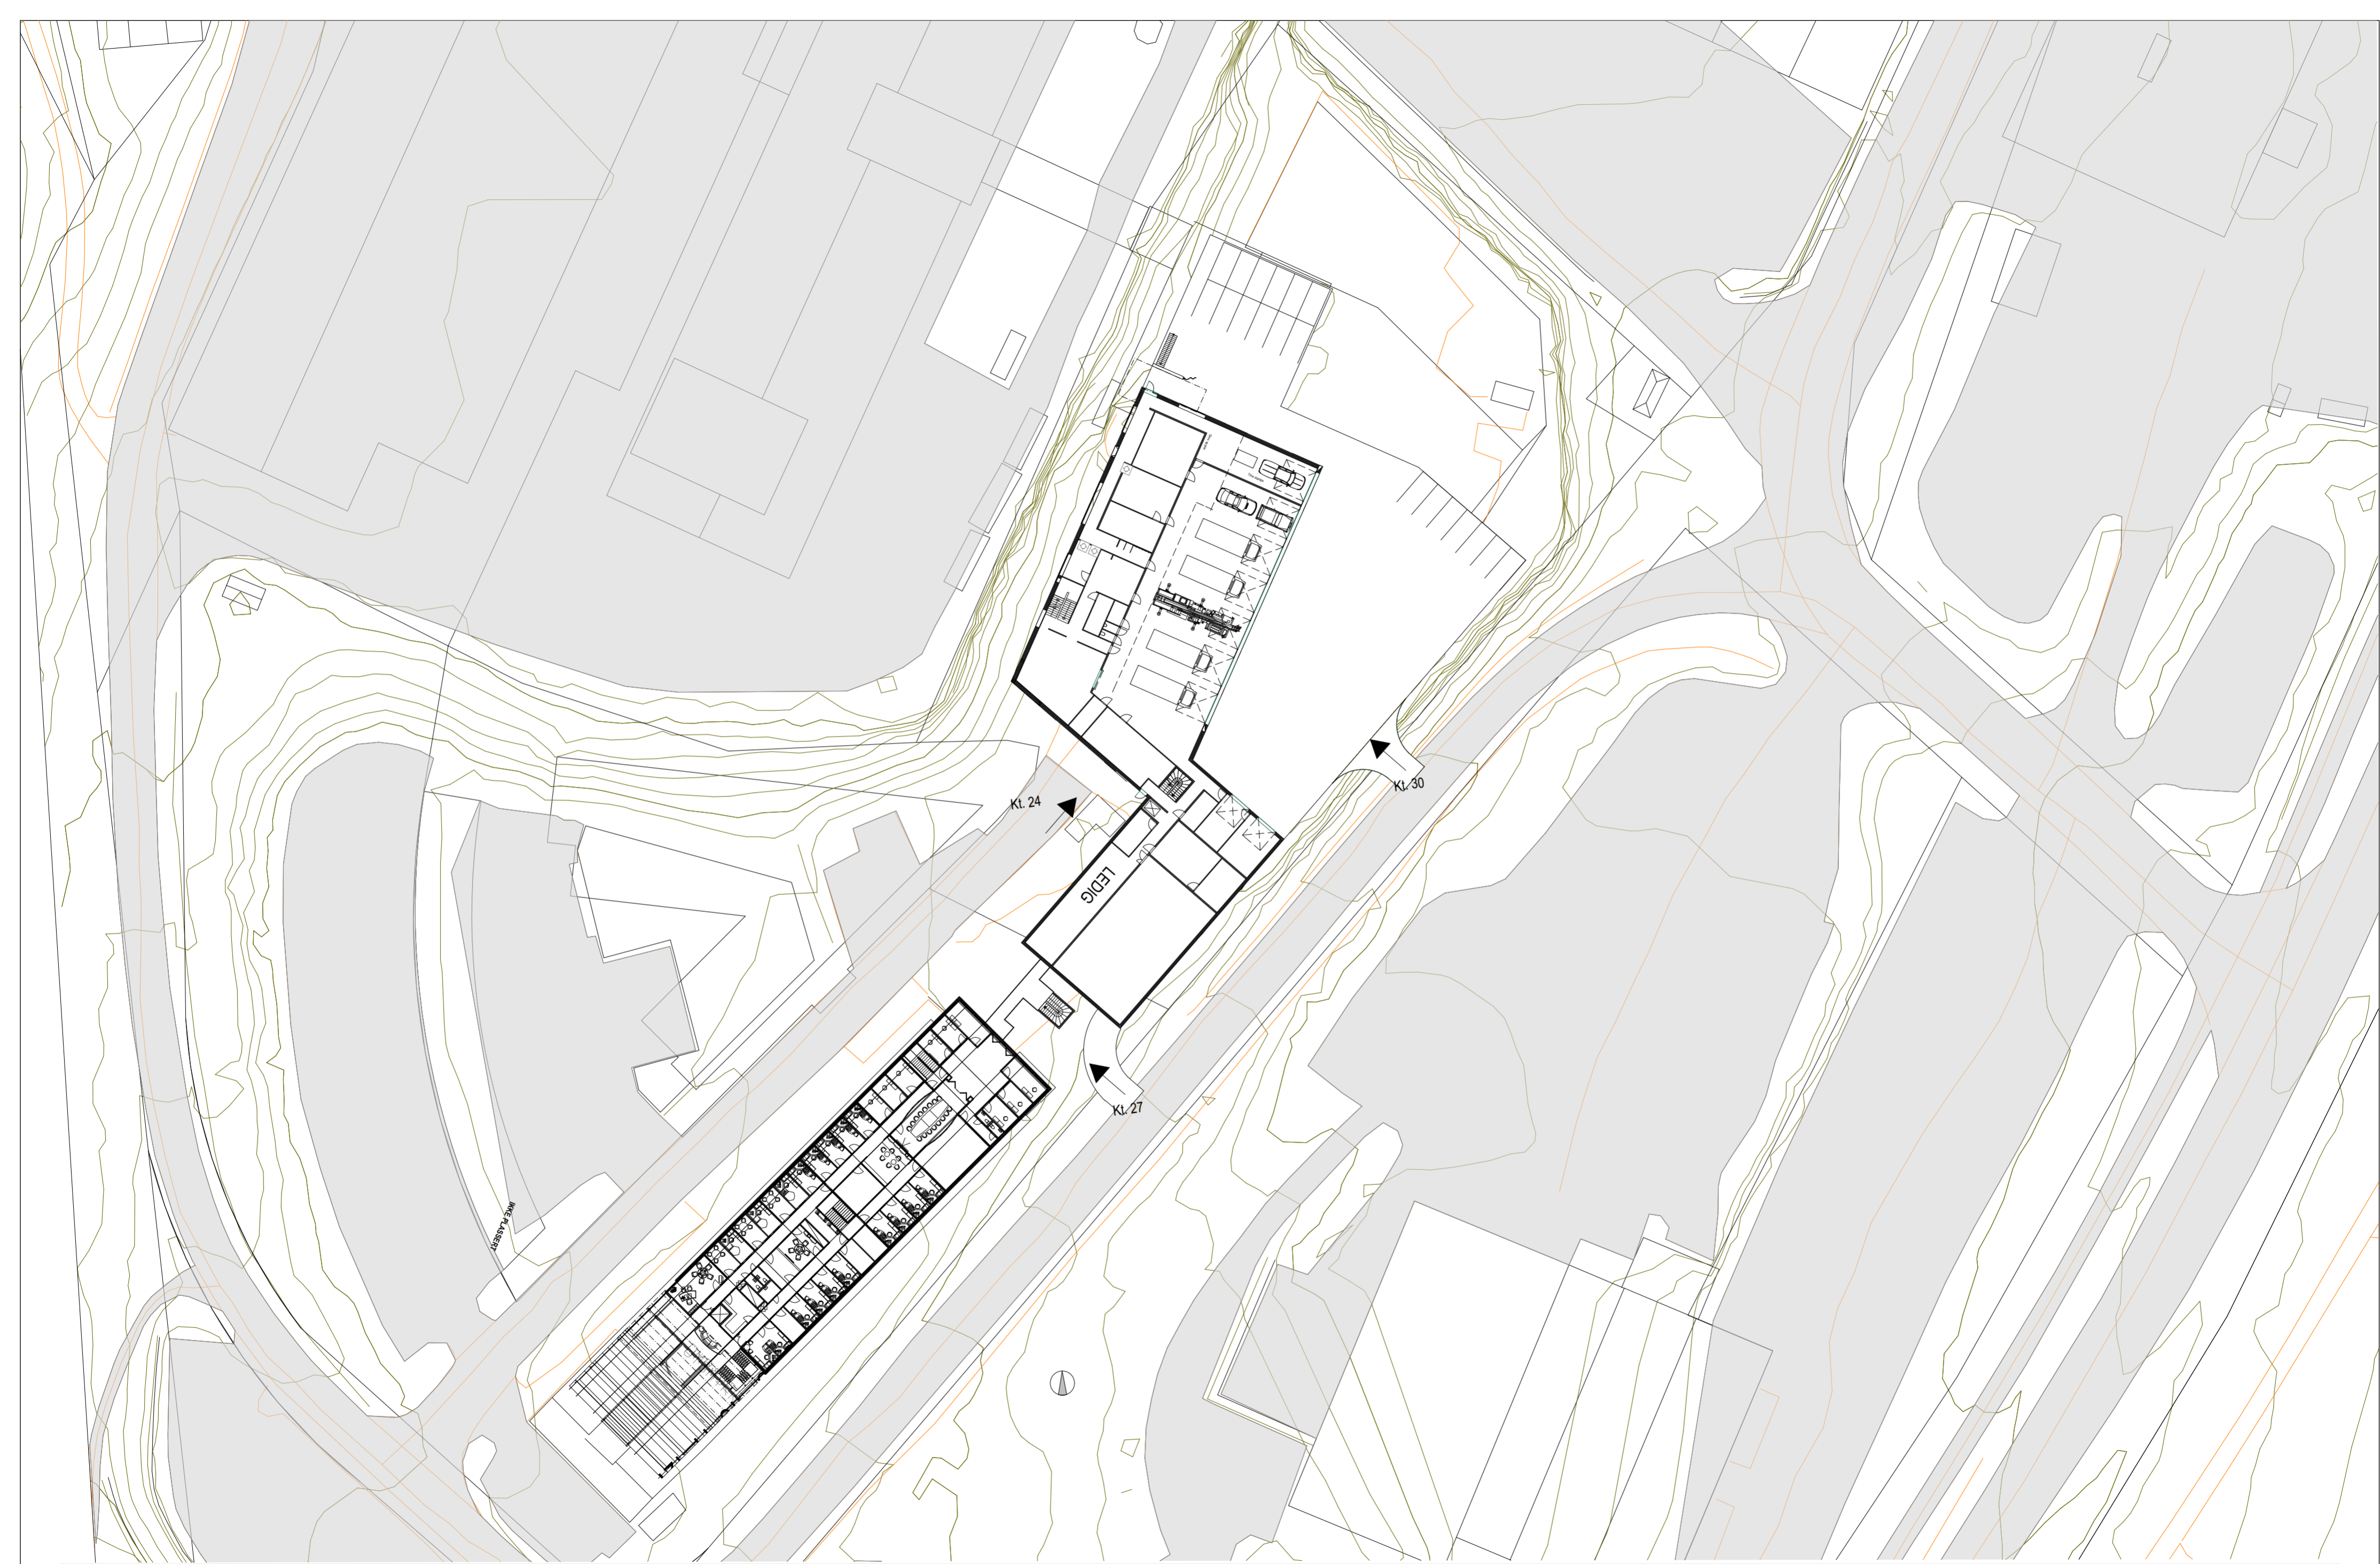 Kt. 30
Kt. 24
LEDIG
Kt. 27
IKKE PLASSERT